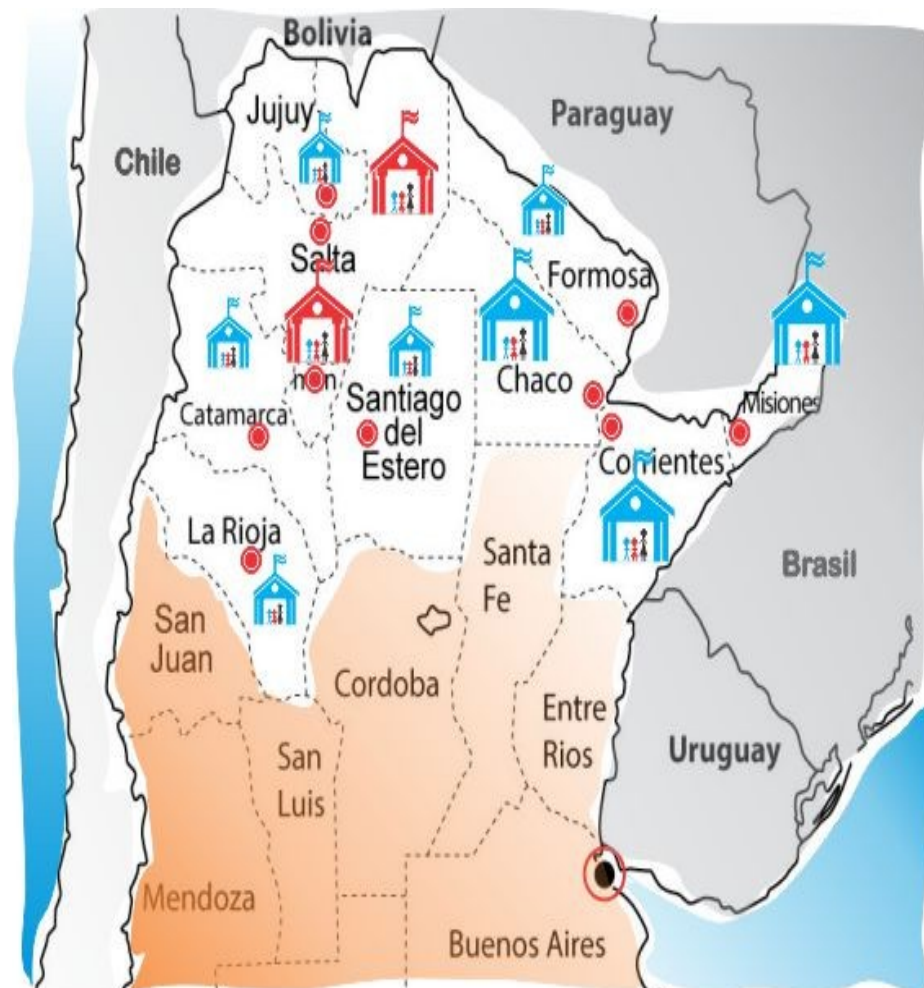 Bolivia
Jujuy
Paraguay
Chile
Salta
Formosa
Chaco
Misiones
Catamarca
Santiago
del
Estero
Corrientes
La Rioja
Santa
Fe
Brasil
San
Juan
Cordoba
Entre
Rios
Uruguay
San
Luis
Mendoza
Buenos Aires